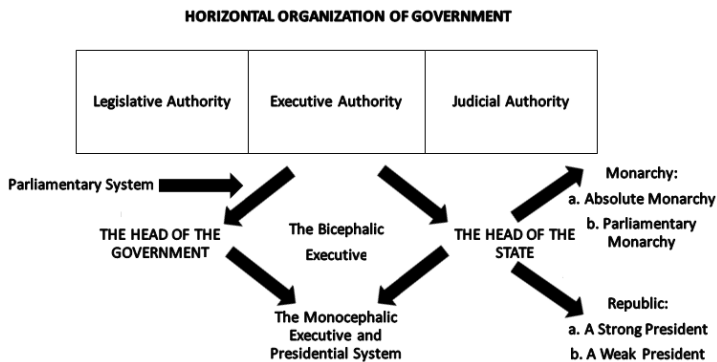 HORIZONTAL ORGANIZATION OF GOVERNMENT
Legislative Authority
Executive Authority
Judicial Authority
Parliamentary System
THE HEAD OF THE
GOVERNMENT
The Bicephalic
Executive
THE HEAD OF THE
STATE
Monarchy:
a. Absolute Monarchy
b. Parliamentary
Monarchy
The Monocephalic
Executive and
Presidential System
Republic:
a. A Strong President
b. A Weak President